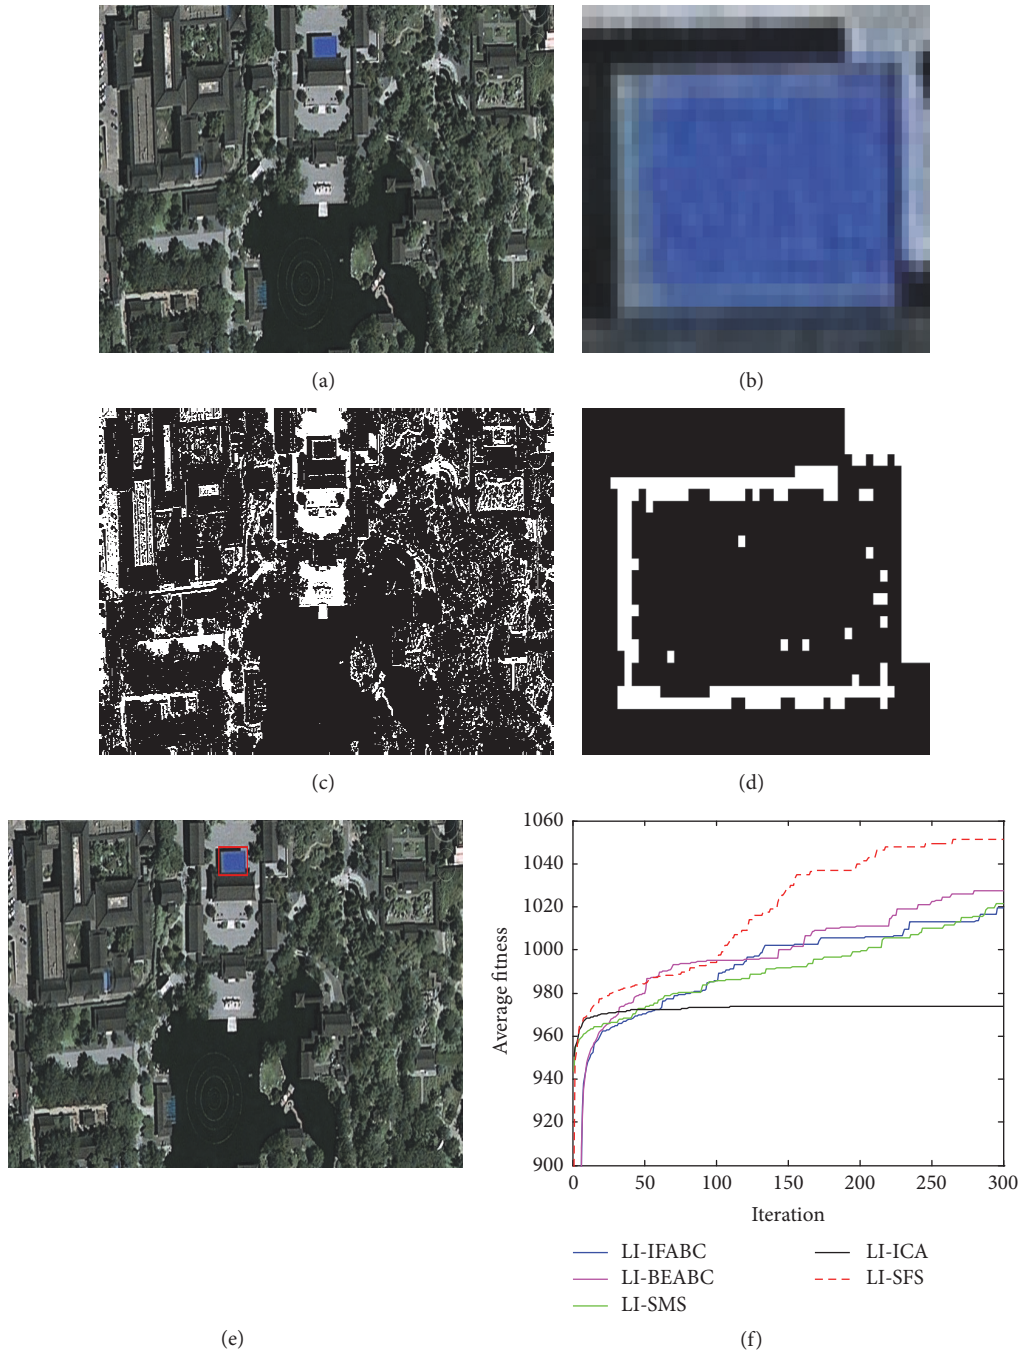 (a)
(b)
(c)
(d)
1060
1040
1020
1000
980
960
940
920
900
Average fitness
0
50
100
150
200
250
300
Iteration
LI-IFABC
LI-BEABC
LI-SMS
LI-ICA
LI-SFS
(e)
(f)